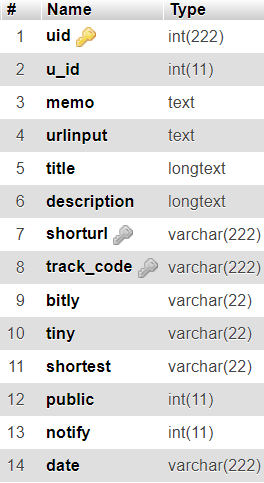 # Name Type
1 uid int(222)
2 u_id int(11)
3 memo text
4 urlinput text
5 title longtext
6 description longtext
7 shorturl varchar(222)
8 track_code varchar(222)
9 bitly varchar(22)
10 tiny varchar(22)
11 shortest varchar(22)
12 public int(11)
13 notify int(11)
14 date varchar(222)